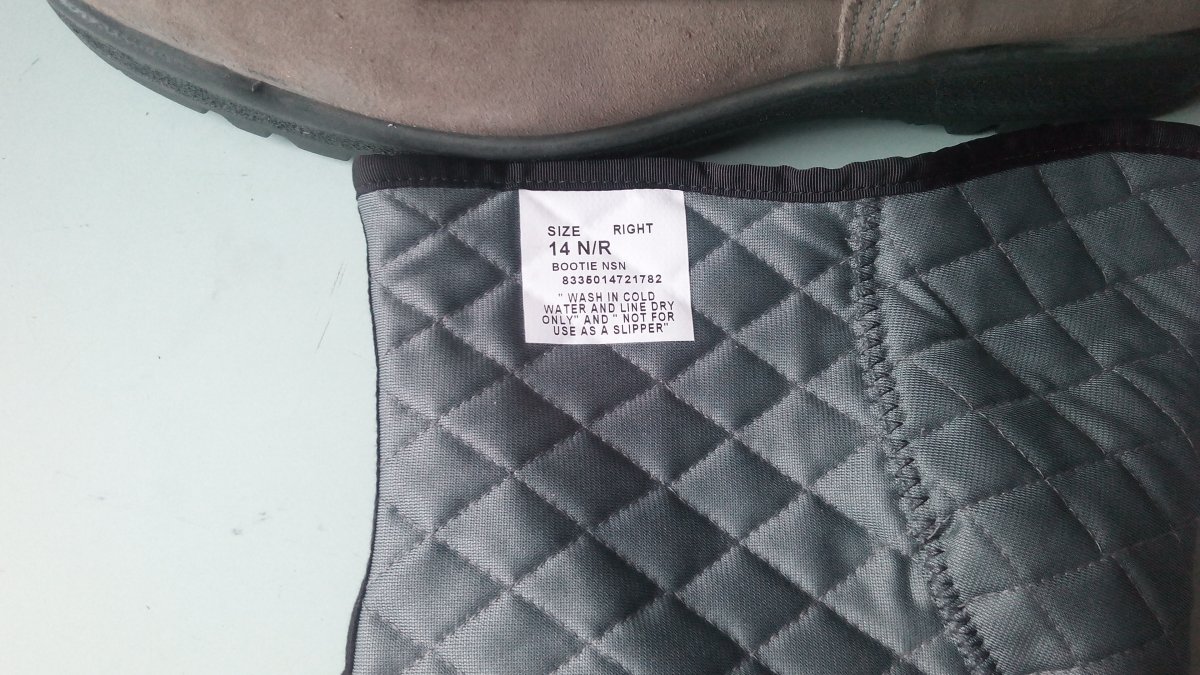 SIZE RIGHT
14 N/R
BOOTIE NSN
8335014721782
" WASH IN COLD
WATER AND LINE DRY
ONLY" AND " NOT FOR
USE AS A SLIPPER"